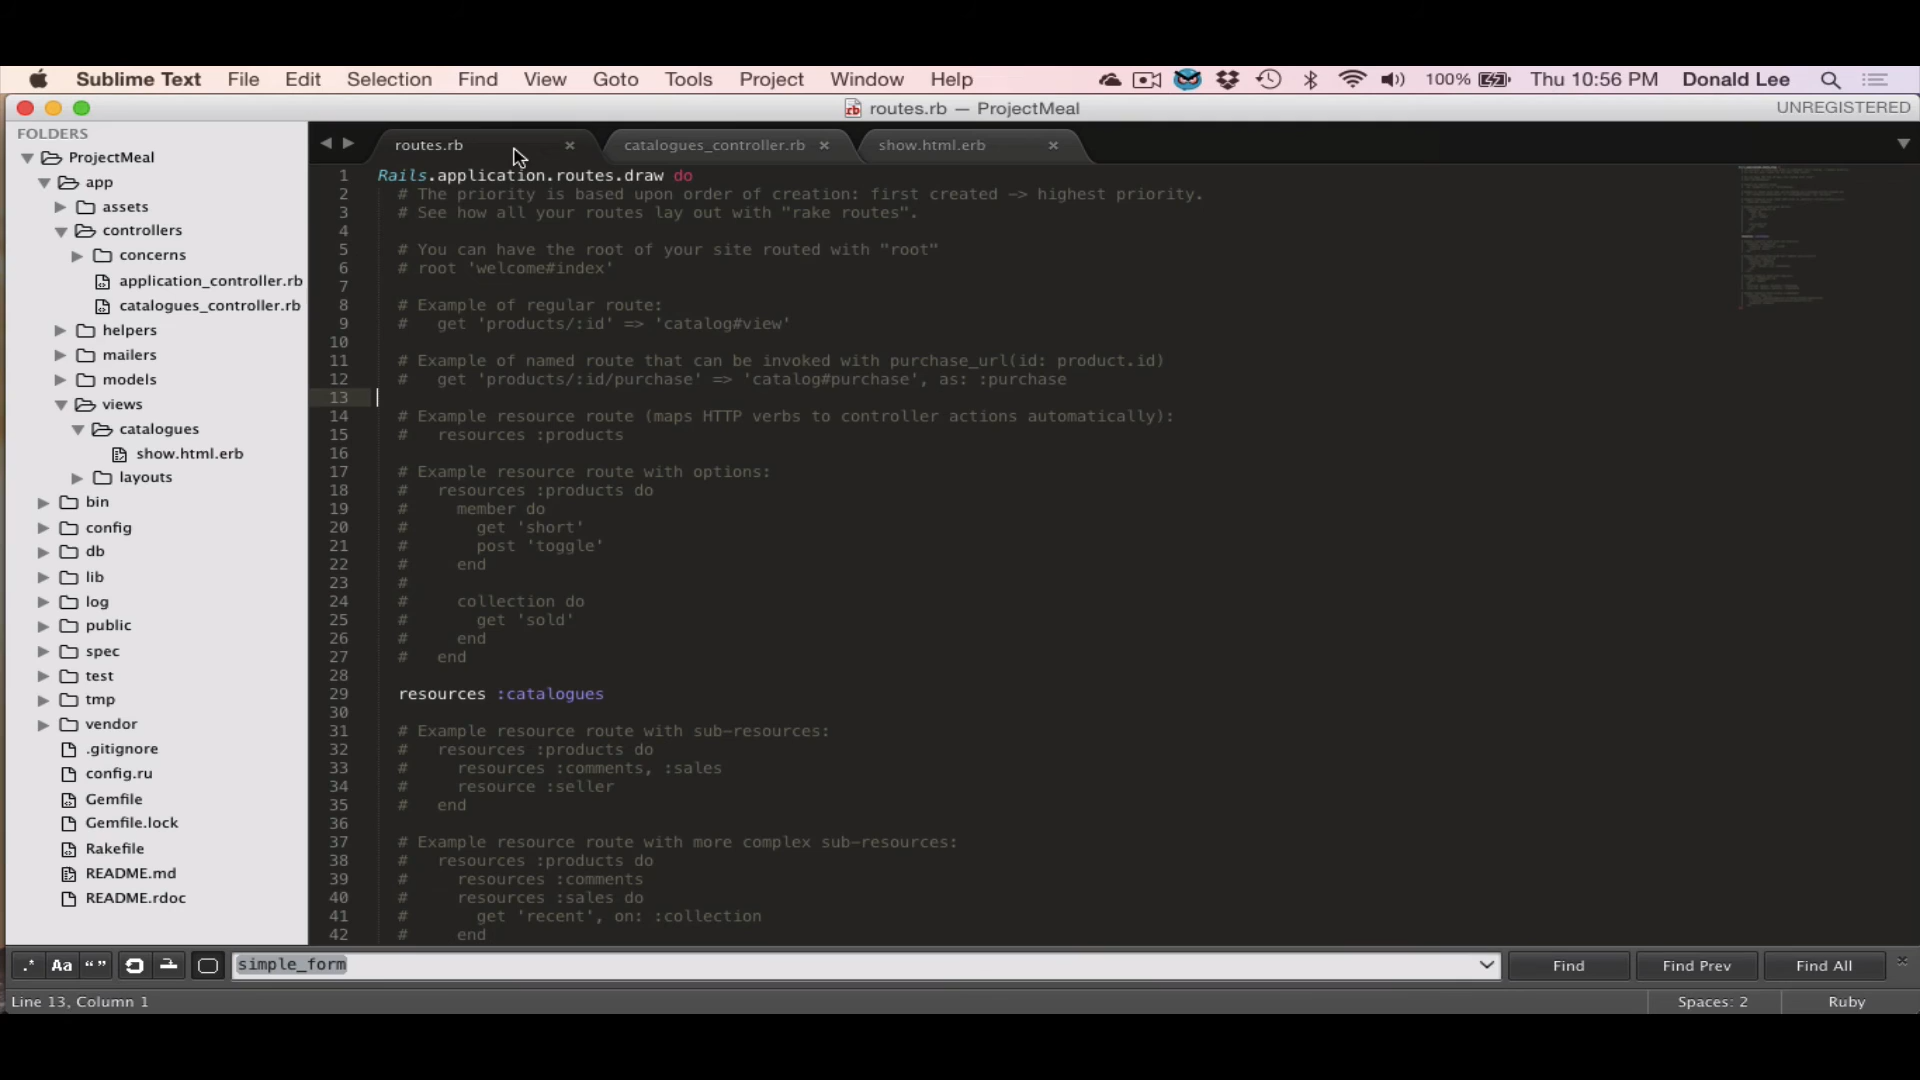 Sublime Text File Edit Selection Find View Goto Tools Project Window Help 100% Thu 10:56 PM Donald Lee
routes.rb — ProjectMeal UNREGISTERED
FOLDERS
ProjectMeal
app
assets
controllers
concerns
application_controller.rb
catalogues_controller.rb
helpers
mailers
models
views
catalogues
show.html.erb
layouts
bin
config
db
lib
log
public
spec
test
tmp
vendor
.gitignore
config.ru
Gemfile
Gemfile.lock
Rakefile
README.md
README.rdoc
routes.rb catalogues_controller.rb show.html.erb
1 Rails.application.routes.draw do
2 # The priority is based upon order of creation: first created -> highest priority.
3 # See how all your routes lay out with "rake routes".
4
5 # You can have the root of your site routed with "root"
6 # root 'welcome#index'
7
8 # Example of regular route:
9 # get 'products/:id' => 'catalog#view'
10
11 # Example of named route that can be invoked with purchase_url(id: product.id)
12 # get 'products/:id/purchase' => 'catalog#purchase', as: :purchase
13
14 # Example resource route (maps HTTP verbs to controller actions automatically):
15 # resources :products
16
17 # Example resource route with options:
18 # resources :products do
19 # member do
20 # get 'short'
21 # post 'toggle'
22 # end
23 #
24 # collection do
25 # get 'sold'
26 # end
27 # end
28
29 resources :catalogues
30
31 # Example resource route with sub-resources:
32 # resources :products do
33 # resources :comments, :sales
34 # resource :seller
35 # end
36
37 # Example resource route with more complex sub-resources:
38 # resources :products do
39 # resources :comments
40 # resources :sales do
41 # get 'recent', on: :collection
42 # end
.* Aa “ ” simple_form Find Find Prev Find All
Line 13, Column 1 Spaces: 2 Ruby